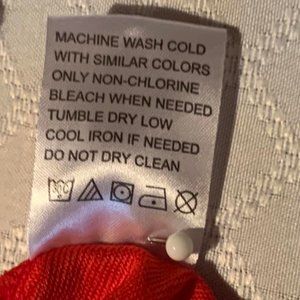 MACHINE WASH COLD
WITH SIMILAR COLORS
ONLY NON-CHLORINE
BLEACH WHEN NEEDED
TUMBLE DRY LOW
COOL IRON IF NEEDED
DO NOT DRY CLEAN